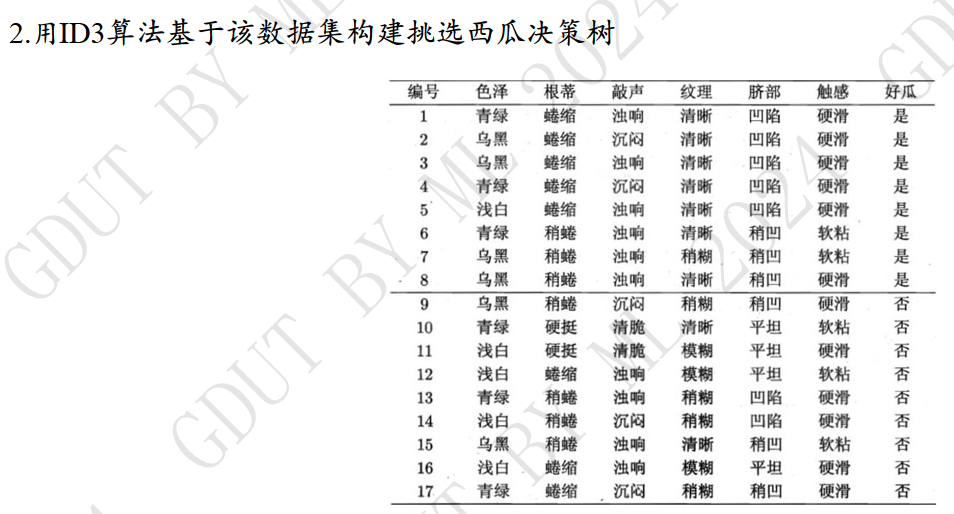 2.用ID3算法基于该数据集构建挑选西瓜决策树
编号 色泽 根蒂 敲声 纹理 脐部 触感 好瓜
1 青绿 蜷缩 浊响 清晰 凹陷 硬滑 是
2 乌黑 蜷缩 沉闷 清晰 凹陷 硬滑 是
3 乌黑 蜷缩 浊响 清晰 凹陷 硬滑 是
4 青绿 蜷缩 沉闷 清晰 凹陷 硬滑 是
5 浅白 蜷缩 浊响 清晰 凹陷 硬滑 是
6 青绿 稍蜷 浊响 清晰 稍凹 软粘 是
7 乌黑 稍蜷 浊响 稍糊 稍凹 软粘 是
8 乌黑 稍蜷 浊响 清晰 稍凹 硬滑 是
9 乌黑 稍蜷 沉闷 稍糊 稍凹 硬滑 否
10 青绿 硬挺 清脆 清晰 平坦 软粘 否
11 浅白 硬挺 清脆 模糊 平坦 硬滑 否
12 浅白 蜷缩 浊响 模糊 平坦 软粘 否
13 青绿 稍蜷 浊响 稍糊 凹陷 硬滑 否
14 浅白 稍蜷 沉闷 稍糊 凹陷 硬滑 否
15 乌黑 稍蜷 浊响 清晰 稍凹 软粘 否
16 浅白 蜷缩 浊响 模糊 平坦 硬滑 否
17 青绿 蜷缩 沉闷 稍糊 稍凹 硬滑 否
GDUT BY ML 2024
GDUT BY ML 2024
GDUT